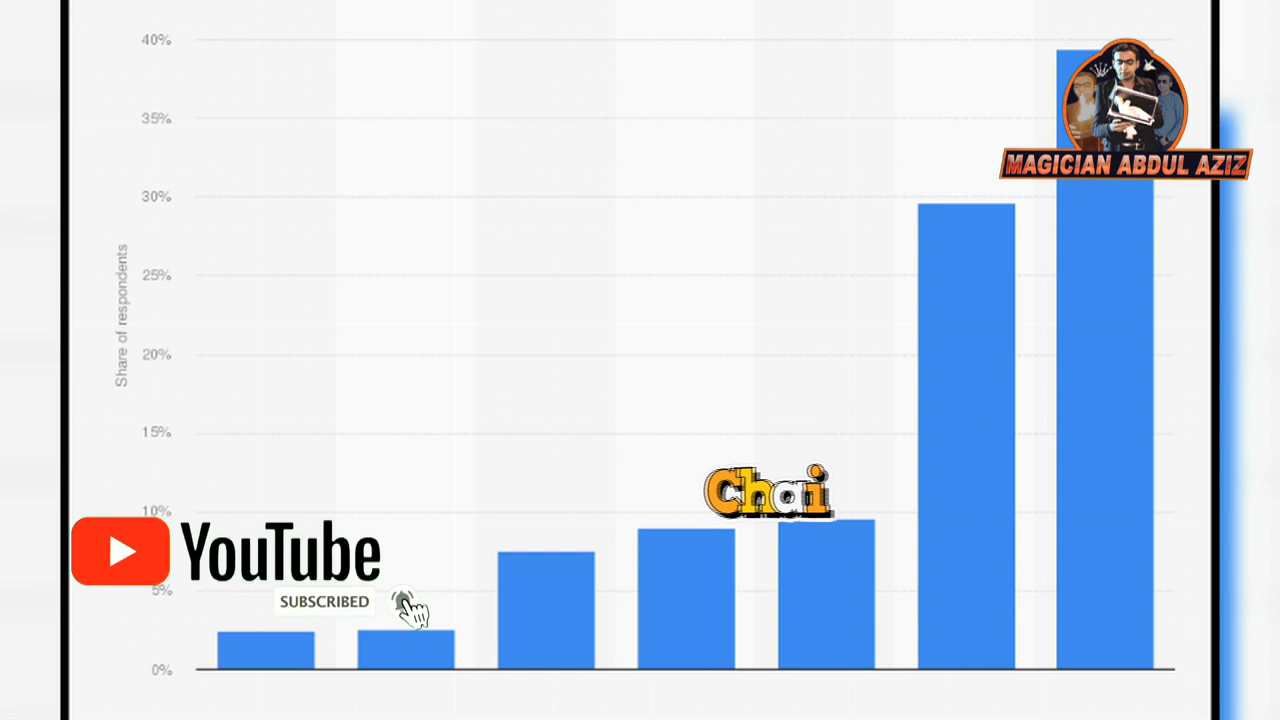 40%
35%
MAGICIAN ABDUL AZIZ
30%
Share of respondents
25%
20%
15%
Chai
10%
YouTube
5%
SUBSCRIBED
0%